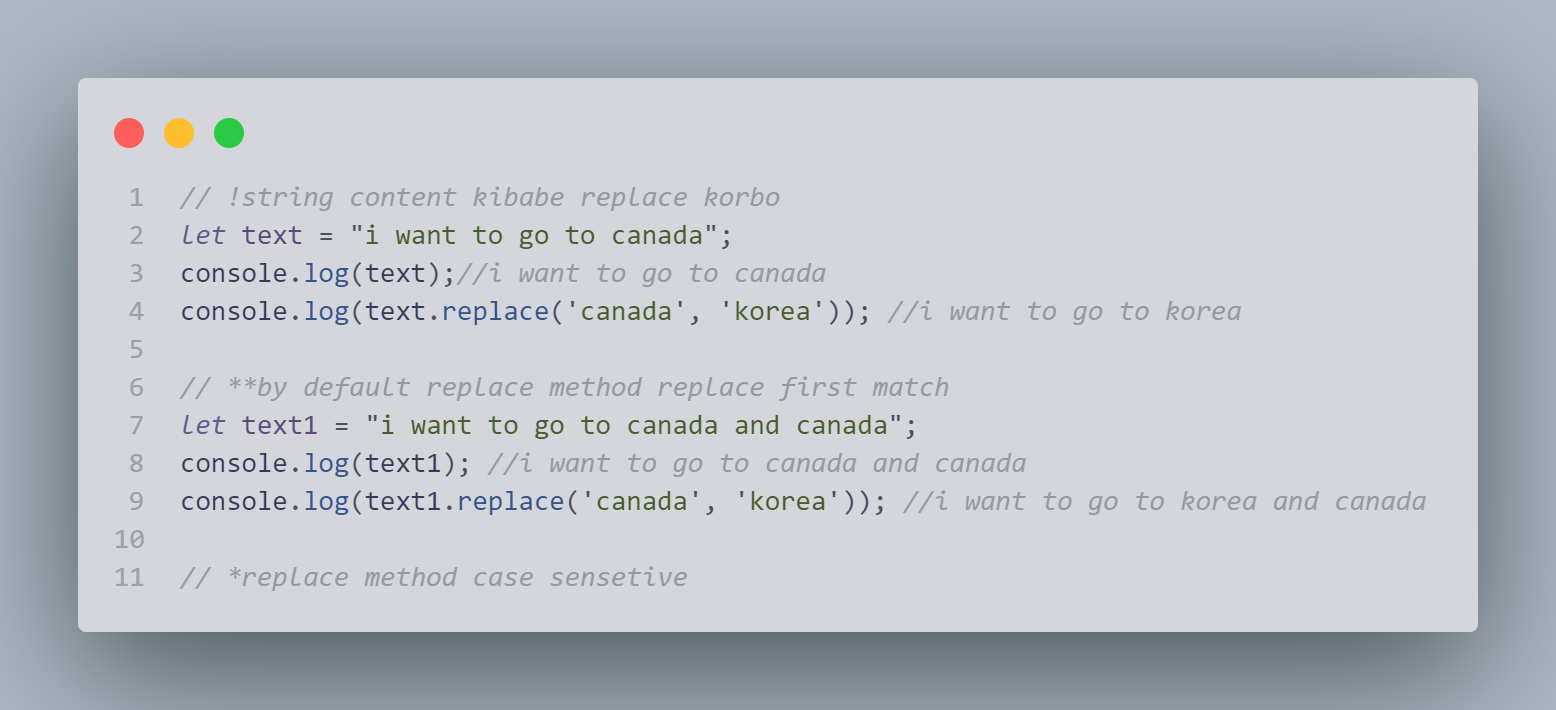 1 // !string content kibabe replace korbo
2 let text = "i want to go to canada";
3 console.log(text);//i want to go to canada
4 console.log(text.replace('canada', 'korea')); //i want to go to korea
5
6 // **by default replace method replace first match
7 let text1 = "i want to go to canada and canada";
8 console.log(text1); //i want to go to canada and canada
9 console.log(text1.replace('canada', 'korea')); //i want to go to korea and canada
10
11 // *replace method case sensetive